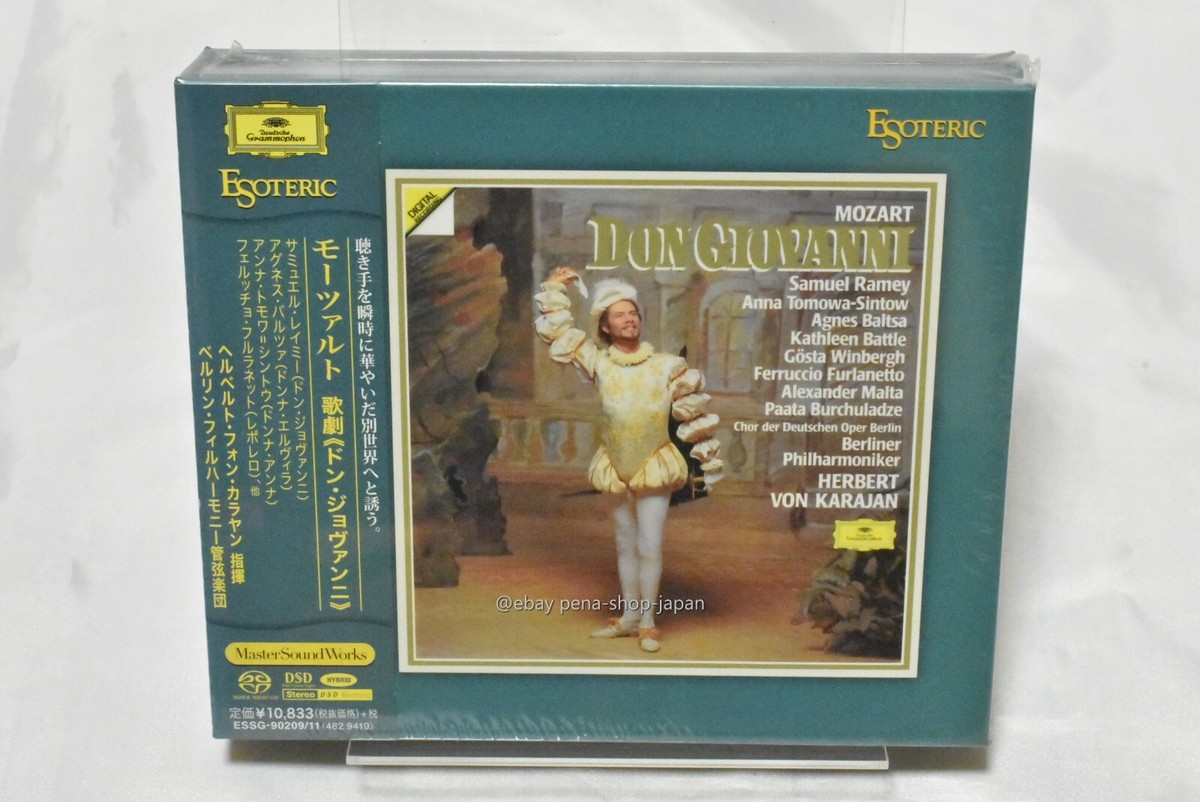 Deutsche
Grammophon
ESOTERIC
聴き手を瞬時に華やいだ別世界へと誘う。
モーツァルト 歌劇《ドン・ジョヴァンニ》
サミュエル・レイミー(ドン・ジョヴァンニ)
アグネス・バルツァ(ドンナ・エルヴィラ)
アンナ・トモワ=シントウ(ドンナ・アンナ)
フェルッチョ・フルラネット(レポレロ)、他
ヘルベルト・フォン・カラヤン 指揮
ベルリン・フィルハーモニー管弦楽団
MasterSoundWorks
DSD
HYBRID
Stereo DSD
定価¥10,833(税抜価格)+税
ESSG-90209/11 (482 9419)
ESOTERIC
DIGITAL
RECORDING
MOZART
DON GIOVANNI
Samuel Ramey
Anna Tomowa-Sintow
Agnes Baltsa
Kathleen Battle
Gösta Winbergh
Ferruccio Furlanetto
Alexander Malta
Paata Burchuladze
Chor der Deutschen Oper Berlin
Berliner
Philharmoniker
HERBERT
VON KARAJAN
@ebay pena-shop-japan